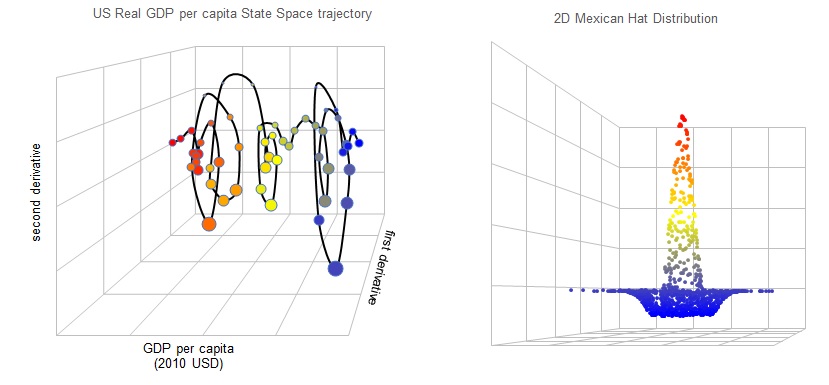 US Real GDP per capita State Space trajectory
second derivative
first derivative
GDP per capita
(2010 USD)
2D Mexican Hat Distribution